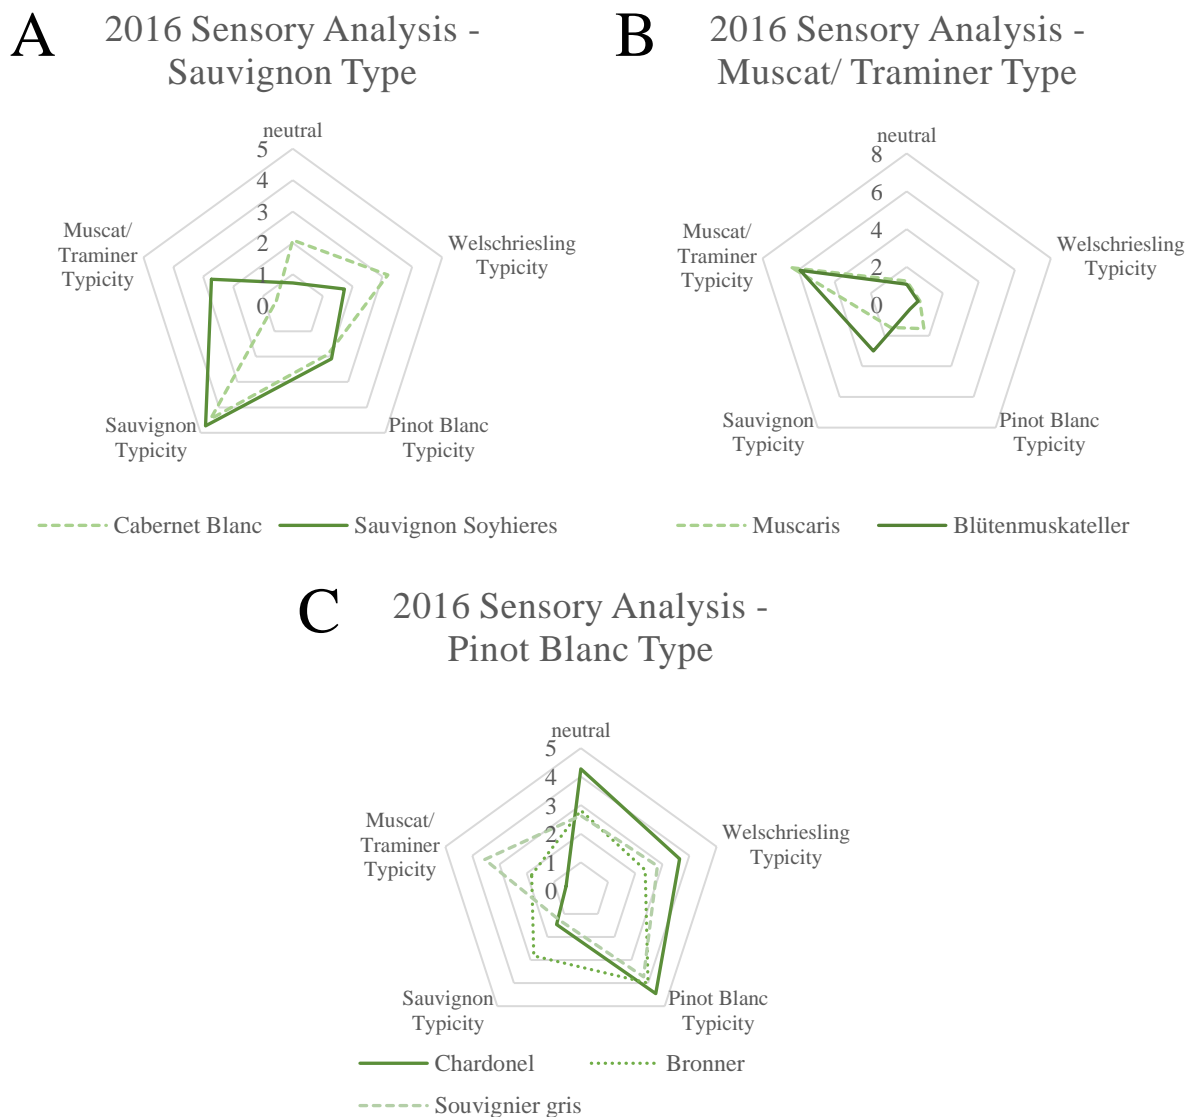 A
2016 Sensory Analysis -
Sauvignon Type
neutral
5
4
3
2
1
0
Welschriesling
Typicity
Pinot Blanc
Typicity
Sauvignon
Typicity
Muscat/
Traminer
Typicity
Cabernet Blanc
Sauvignon Soyhieres
B
2016 Sensory Analysis -
Muscat/ Traminer Type
neutral
8
6
4
2
0
Welschriesling
Typicity
Pinot Blanc
Typicity
Sauvignon
Typicity
Muscat/
Traminer
Typicity
Muscaris
Blütenmuskateller
C
2016 Sensory Analysis -
Pinot Blanc Type
neutral
5
4
3
2
1
0
Welschriesling
Typicity
Pinot Blanc
Typicity
Sauvignon
Typicity
Muscat/
Traminer
Typicity
Chardonel
Bronner
Souvignier gris